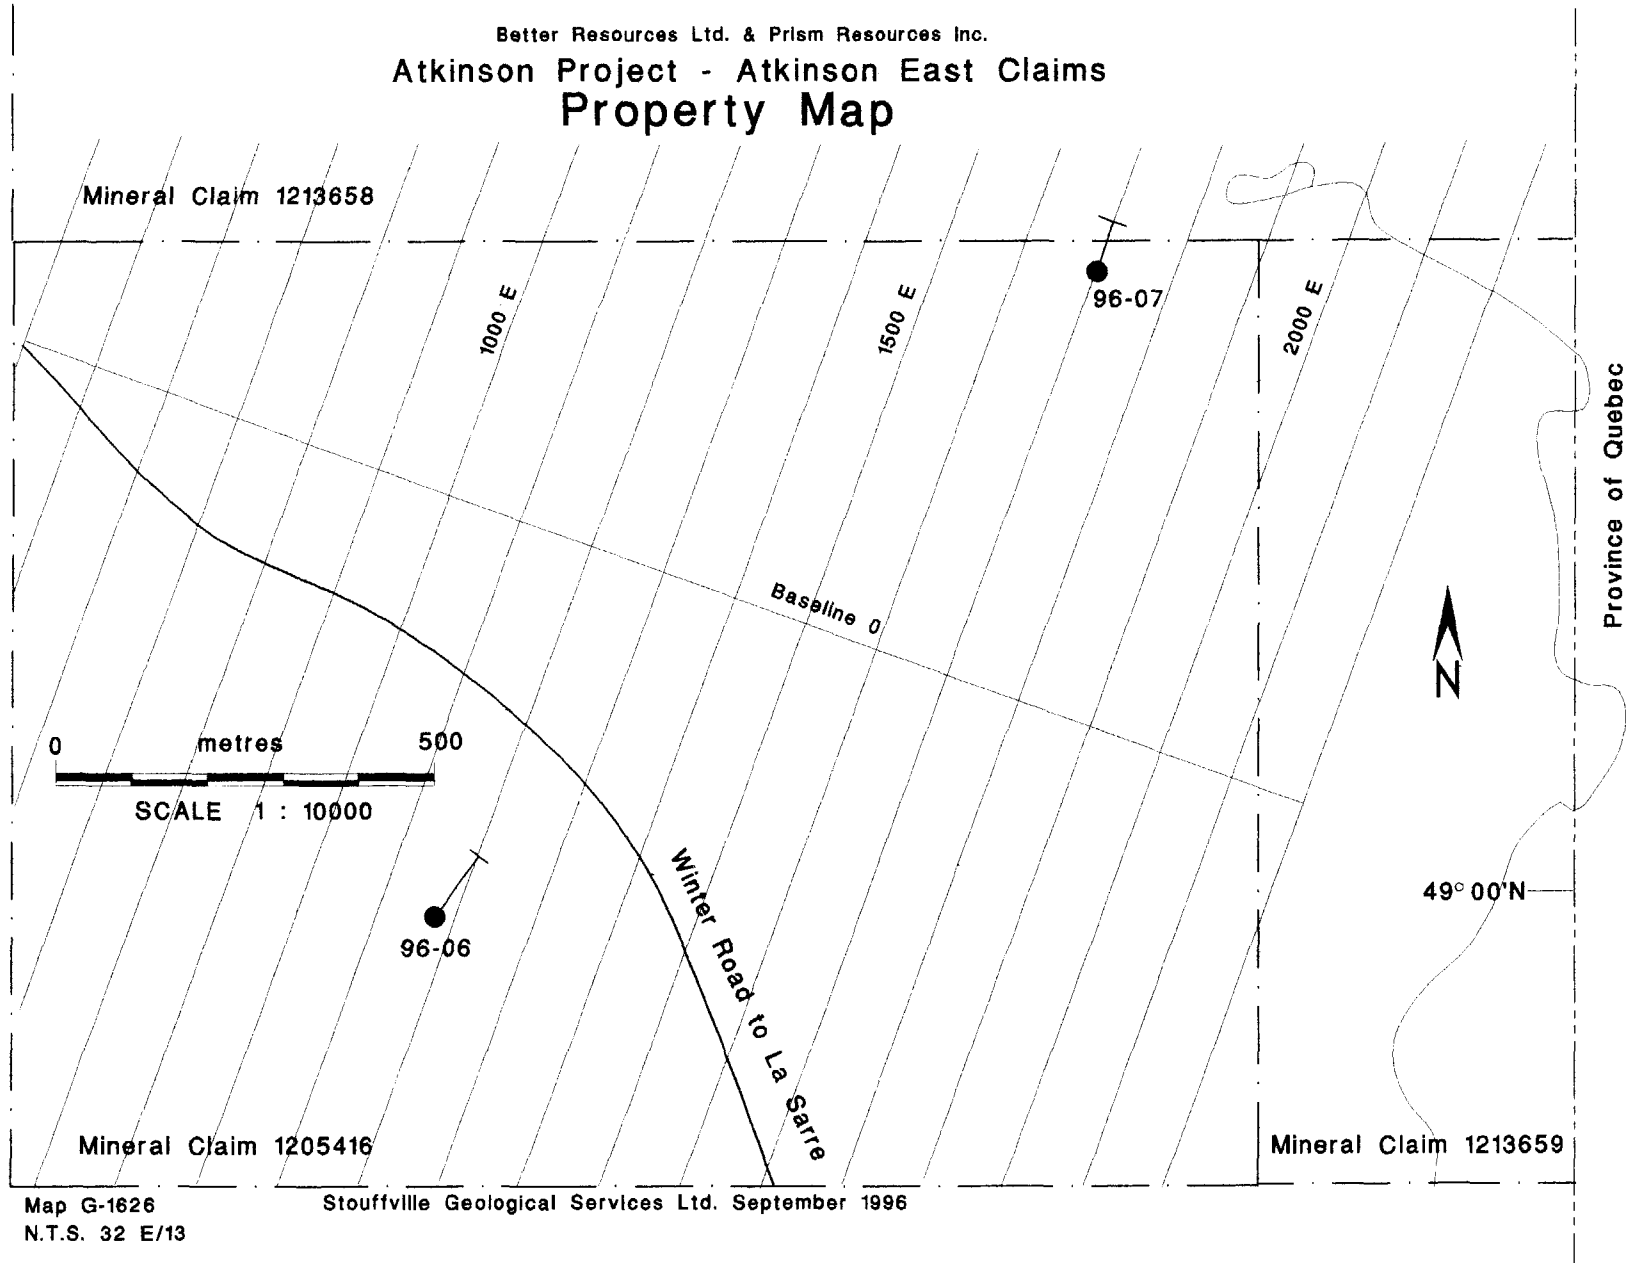 Better Resources Ltd. & Prism Resources Inc.
Atkinson Project - Atkinson East Claims
Property Map
Mineral Claim 1213658
1000 E
1500 E
2000 E
96-07
Province of Quebec
Baseline 0
N
0 metres 500
SCALE 1 : 10000
Winter Road to La Sarre
49° 00'N
96-06
Mineral Claim 1205416
Mineral Claim 1213659
Map G-1626
Stouffville Geological Services Ltd. September 1996
N.T.S. 32 E/13